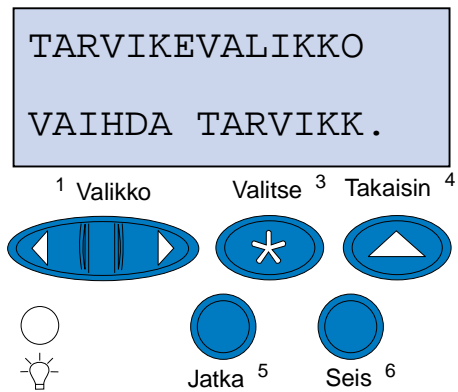 TARVIKEVALIKKO
VAIHDA TARVIKK.
1 Valikko Valitse 3 Takaisin 4
Jatka 5 Seis 6